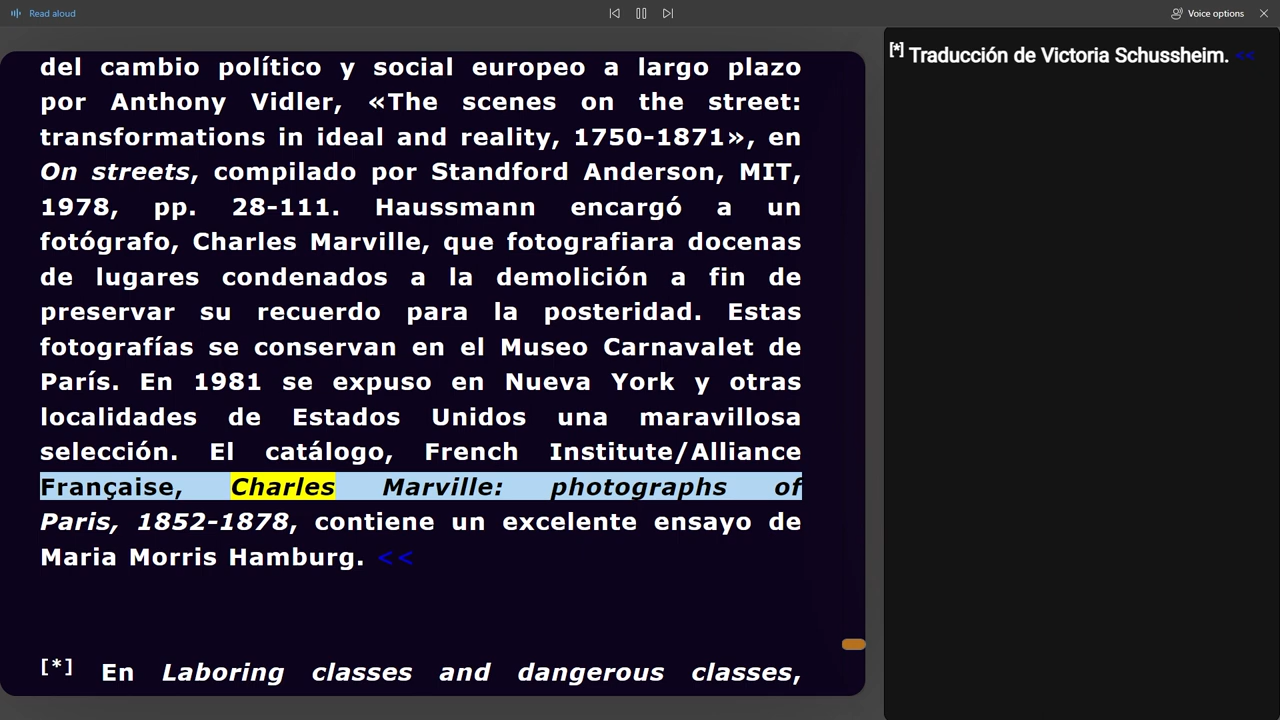 Read aloud
Voice options
del cambio político y social europeo a largo plazo
por Anthony Vidler, «The scenes on the street:
transformations in ideal and reality, 1750-1871», en
On streets, compilado por Standford Anderson, MIT,
1978, pp. 28-111. Haussmann encargó a un
fotógrafo, Charles Marville, que fotografiara docenas
de lugares condenados a la demolición a fin de
preservar su recuerdo para la posteridad. Estas
fotografías se conservan en el Museo Carnavalet de
París. En 1981 se expuso en Nueva York y otras
localidades de Estados Unidos una maravillosa
selección. El catálogo, French Institute/Alliance
Française, Charles Marville: photographs of
Paris, 1852-1878, contiene un excelente ensayo de
Maria Morris Hamburg. <<
[*] En Laboring classes and dangerous classes,
[*] Traducción de Victoria Schussheim. <<